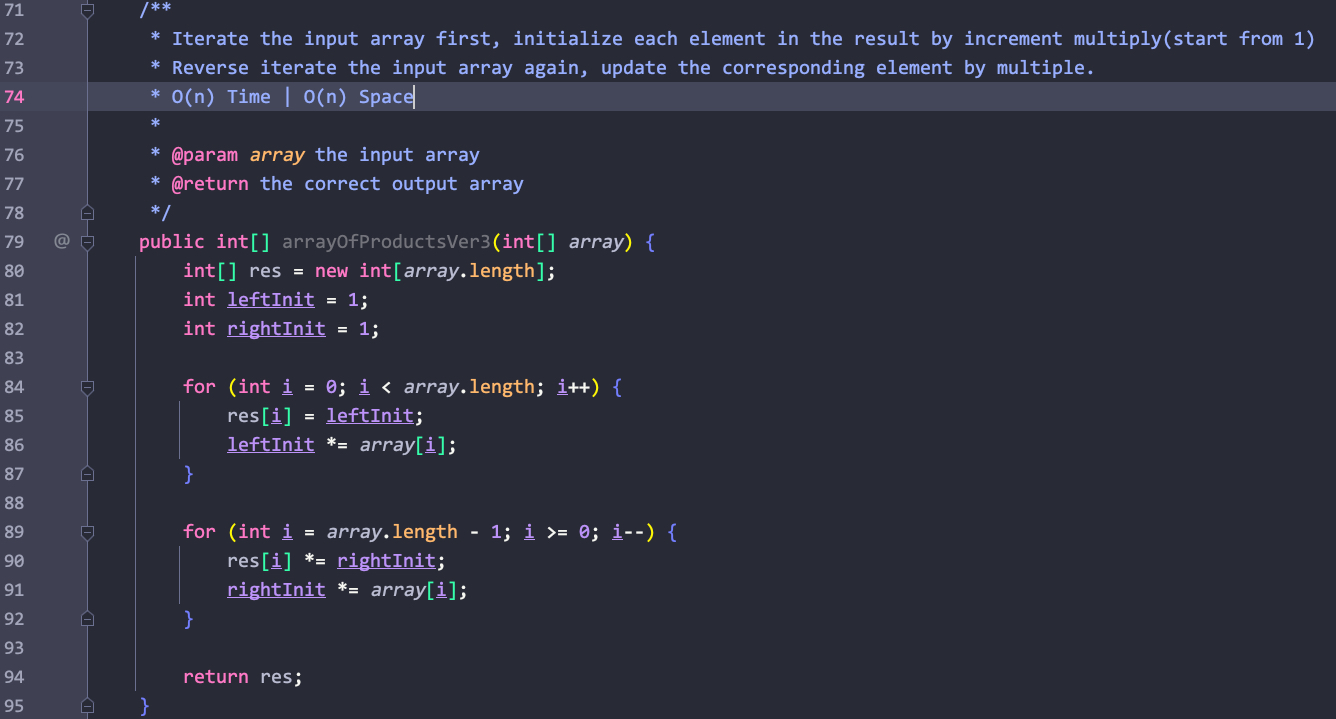 71 /**
72 * Iterate the input array first, initialize each element in the result by increment multiply(start from 1)
73 * Reverse iterate the input array again, update the corresponding element by multiple.
74 * O(n) Time | O(n) Space
75 *
76 * @param array the input array
77 * @return the correct output array
78 */
79 @ public int[] arrayOfProductsVer3(int[] array) {
80 int[] res = new int[array.length];
81 int leftInit = 1;
82 int rightInit = 1;
83
84 for (int i = 0; i < array.length; i++) {
85 res[i] = leftInit;
86 leftInit *= array[i];
87 }
88
89 for (int i = array.length - 1; i >= 0; i--) {
90 res[i] *= rightInit;
91 rightInit *= array[i];
92 }
93
94 return res;
95 }